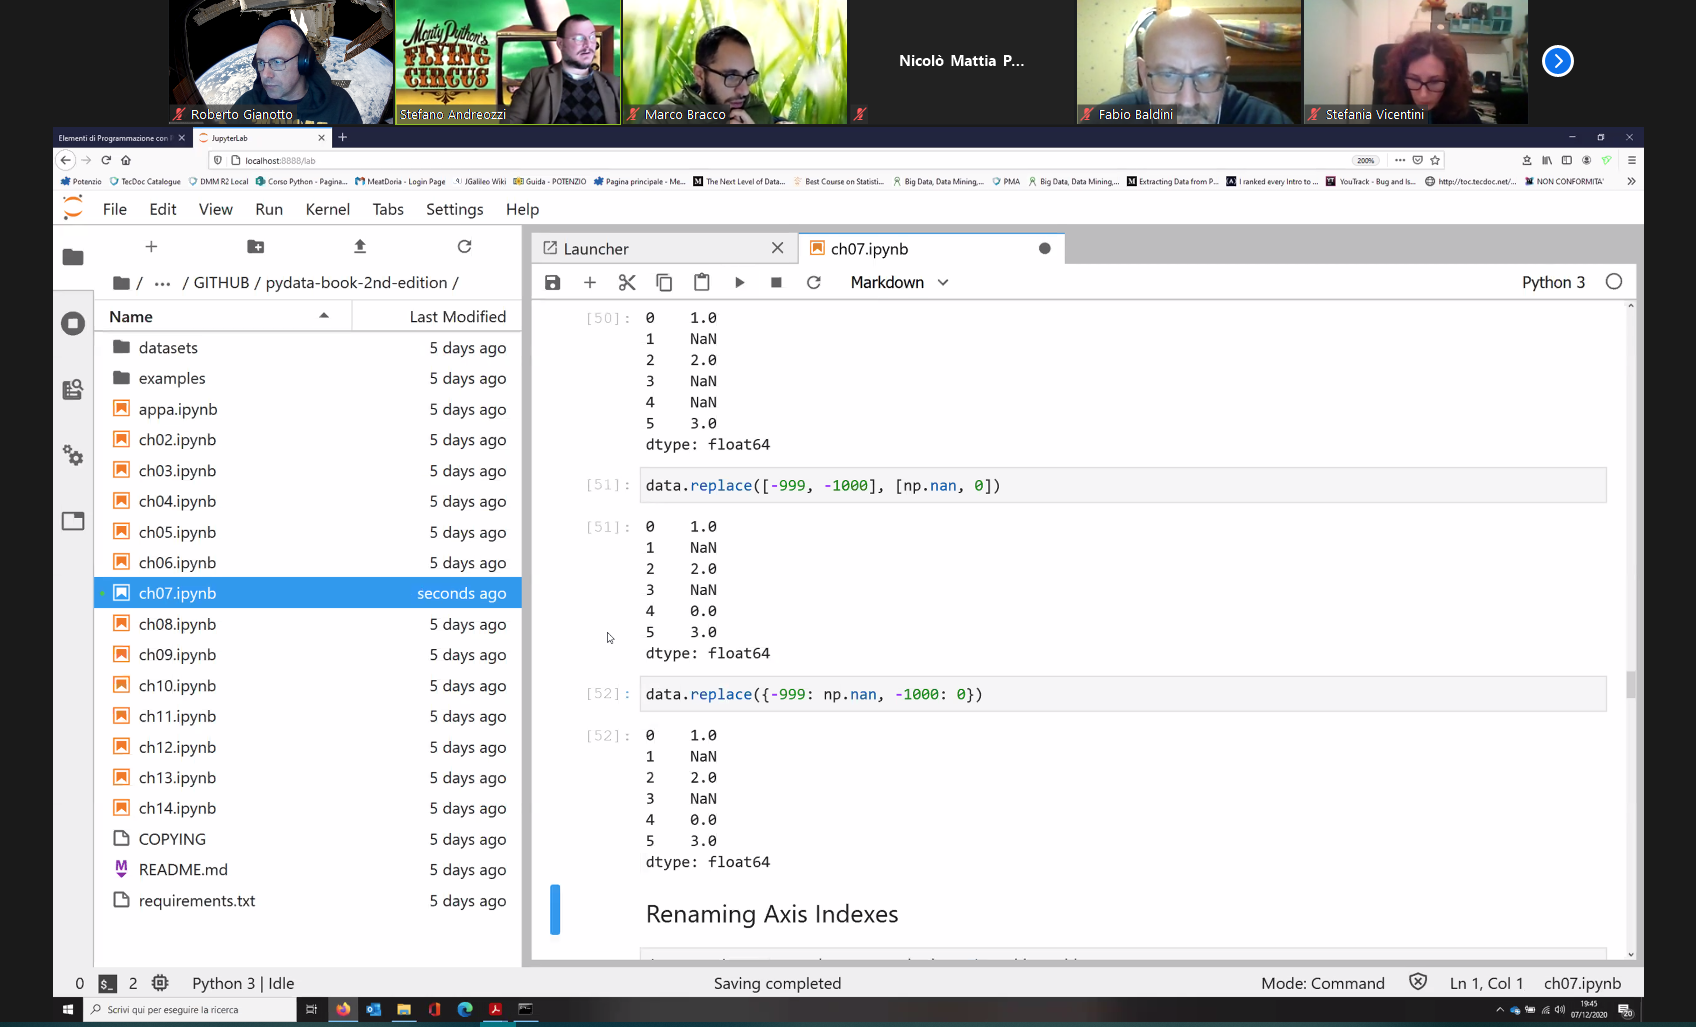 Monty Python's
FLYING
CIRCUS
Nicolò Mattia P...
Roberto Gianotto
Stefano Andreozzi
Marco Bracco
Fabio Baldini
Stefania Vicentini
Elementi di Programmazione con
JupyterLab
localhost:8888/lab
200%
Potenzio
TecDoc Catalogue
DMM R2 Local
Corso Python - Pagina...
MeatDoria - Login Page
JGalileo Wiki
Guida - POTENZIO
Pagina principale - Me...
The Next Level of Data...
Best Course on Statisti...
Big Data, Data Mining,...
PMA
Big Data, Data Mining,...
Extracting Data from P...
I ranked every Intro to ...
YouTrack - Bug and Is...
http://toc.tecdoc.net/...
NON CONFORMITA'
File Edit View Run Kernel Tabs Settings Help
Launcher
ch07.ipynb
/ ... / GITHUB / pydata-book-2nd-edition /
Markdown
Python 3
Name Last Modified
datasets 5 days ago
examples 5 days ago
appa.ipynb 5 days ago
ch02.ipynb 5 days ago
ch03.ipynb 5 days ago
ch04.ipynb 5 days ago
ch05.ipynb 5 days ago
ch06.ipynb 5 days ago
ch07.ipynb seconds ago
ch08.ipynb 5 days ago
ch09.ipynb 5 days ago
ch10.ipynb 5 days ago
ch11.ipynb 5 days ago
ch12.ipynb 5 days ago
ch13.ipynb 5 days ago
ch14.ipynb 5 days ago
COPYING 5 days ago
README.md 5 days ago
requirements.txt 5 days ago
[50]: 0 1.0
1 NaN
2 2.0
3 NaN
4 NaN
5 3.0
dtype: float64
[51]: data.replace([-999, -1000], [np.nan, 0])
[51]: 0 1.0
1 NaN
2 2.0
3 NaN
4 0.0
5 3.0
dtype: float64
[52]: data.replace({-999: np.nan, -1000: 0})
[52]: 0 1.0
1 NaN
2 2.0
3 NaN
4 0.0
5 3.0
dtype: float64
Renaming Axis Indexes
0 $_ 2 Python 3 | Idle
Saving completed
Mode: Command
Ln 1, Col 1
ch07.ipynb
Scrivi qui per eseguire la ricerca
19:45
07/12/2020
20